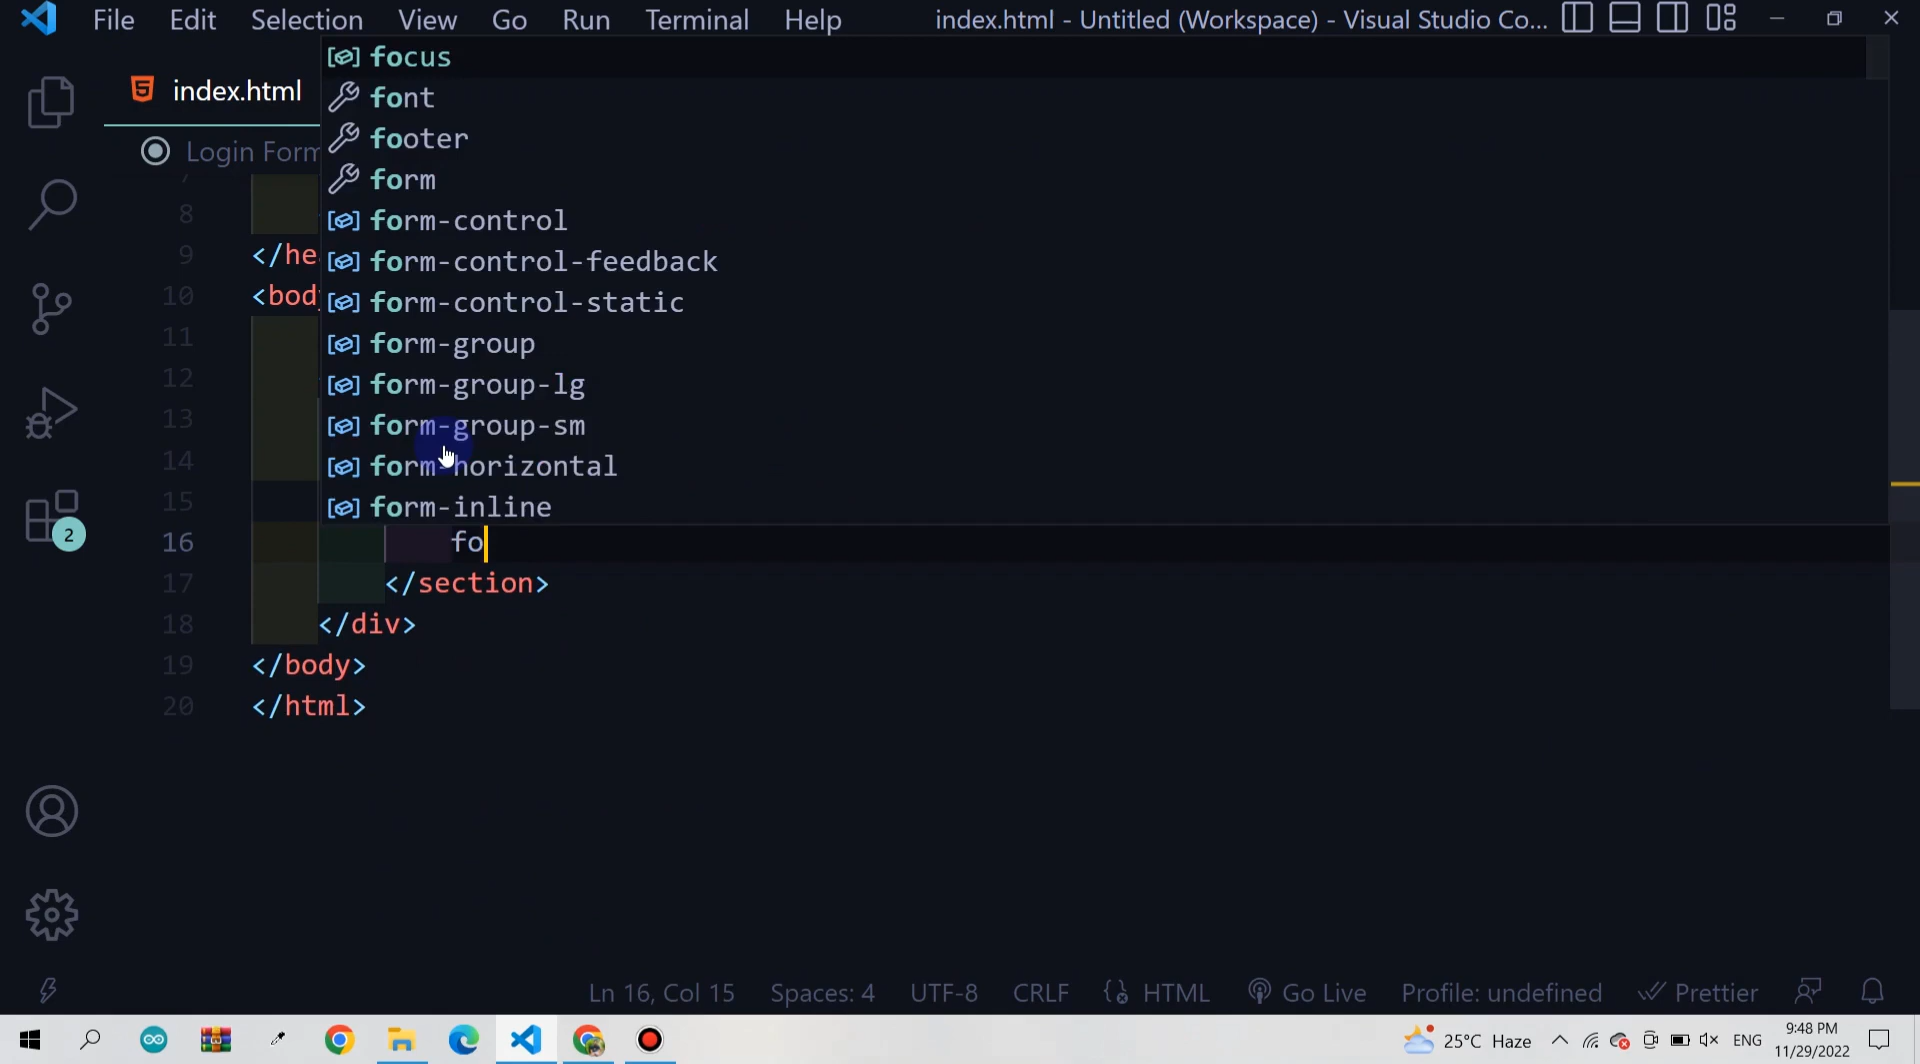 File Edit Selection View Go Run Terminal Help index.html - Untitled (Workspace) - Visual Studio Co...
index.html
Login Form
focus
font
footer
form
form-control
form-control-feedback
form-control-static
form-group
form-group-lg
form-group-sm
form-horizontal
form-inline
7
8
9 </he
10 <body
11
12
13
14
15
16 fo
17 </section>
18 </div>
19 </body>
20 </html>
2
Ln 16, Col 15 Spaces: 4 UTF-8 CRLF HTML Go Live Profile: undefined Prettier
25°C Haze ENG 9:48 PM
11/29/2022